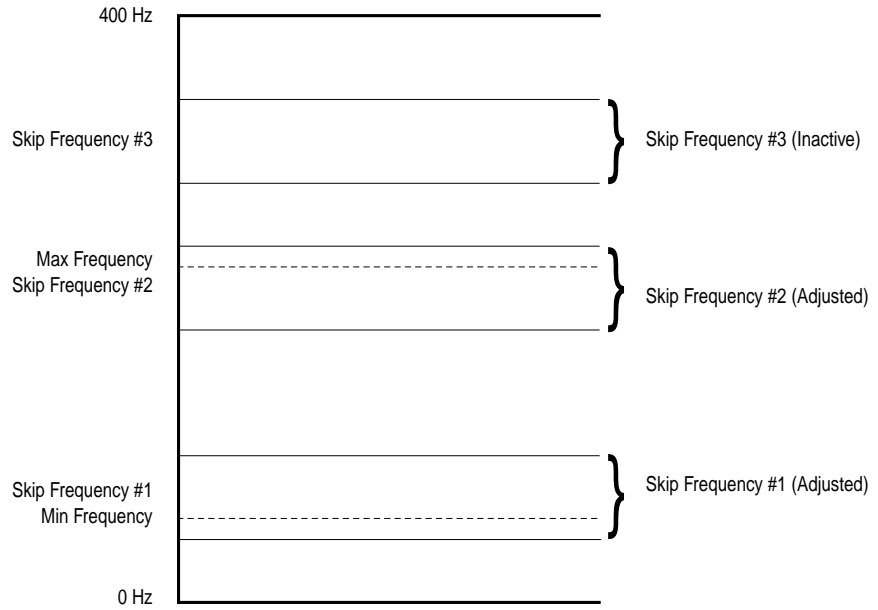 400 Hz
Skip Frequency #3
Skip Frequency #3 (Inactive)
Max Frequency
Skip Frequency #2
Skip Frequency #2 (Adjusted)
Skip Frequency #1
Min Frequency
Skip Frequency #1 (Adjusted)
0 Hz